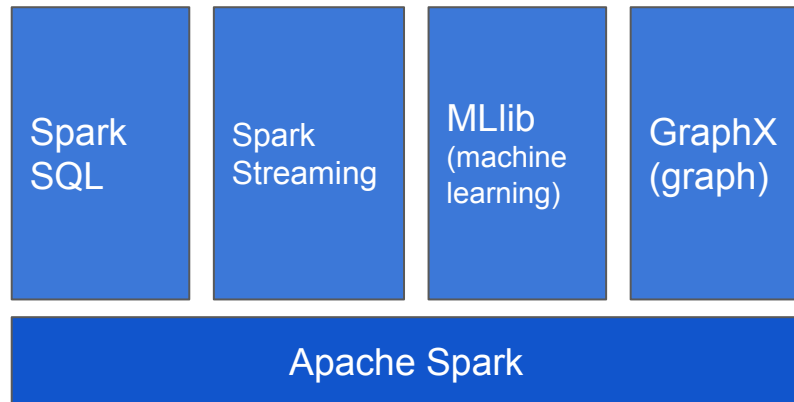 Spark
SQL
Spark
Streaming
MLlib
(machine
learning)
GraphX
(graph)
Apache Spark